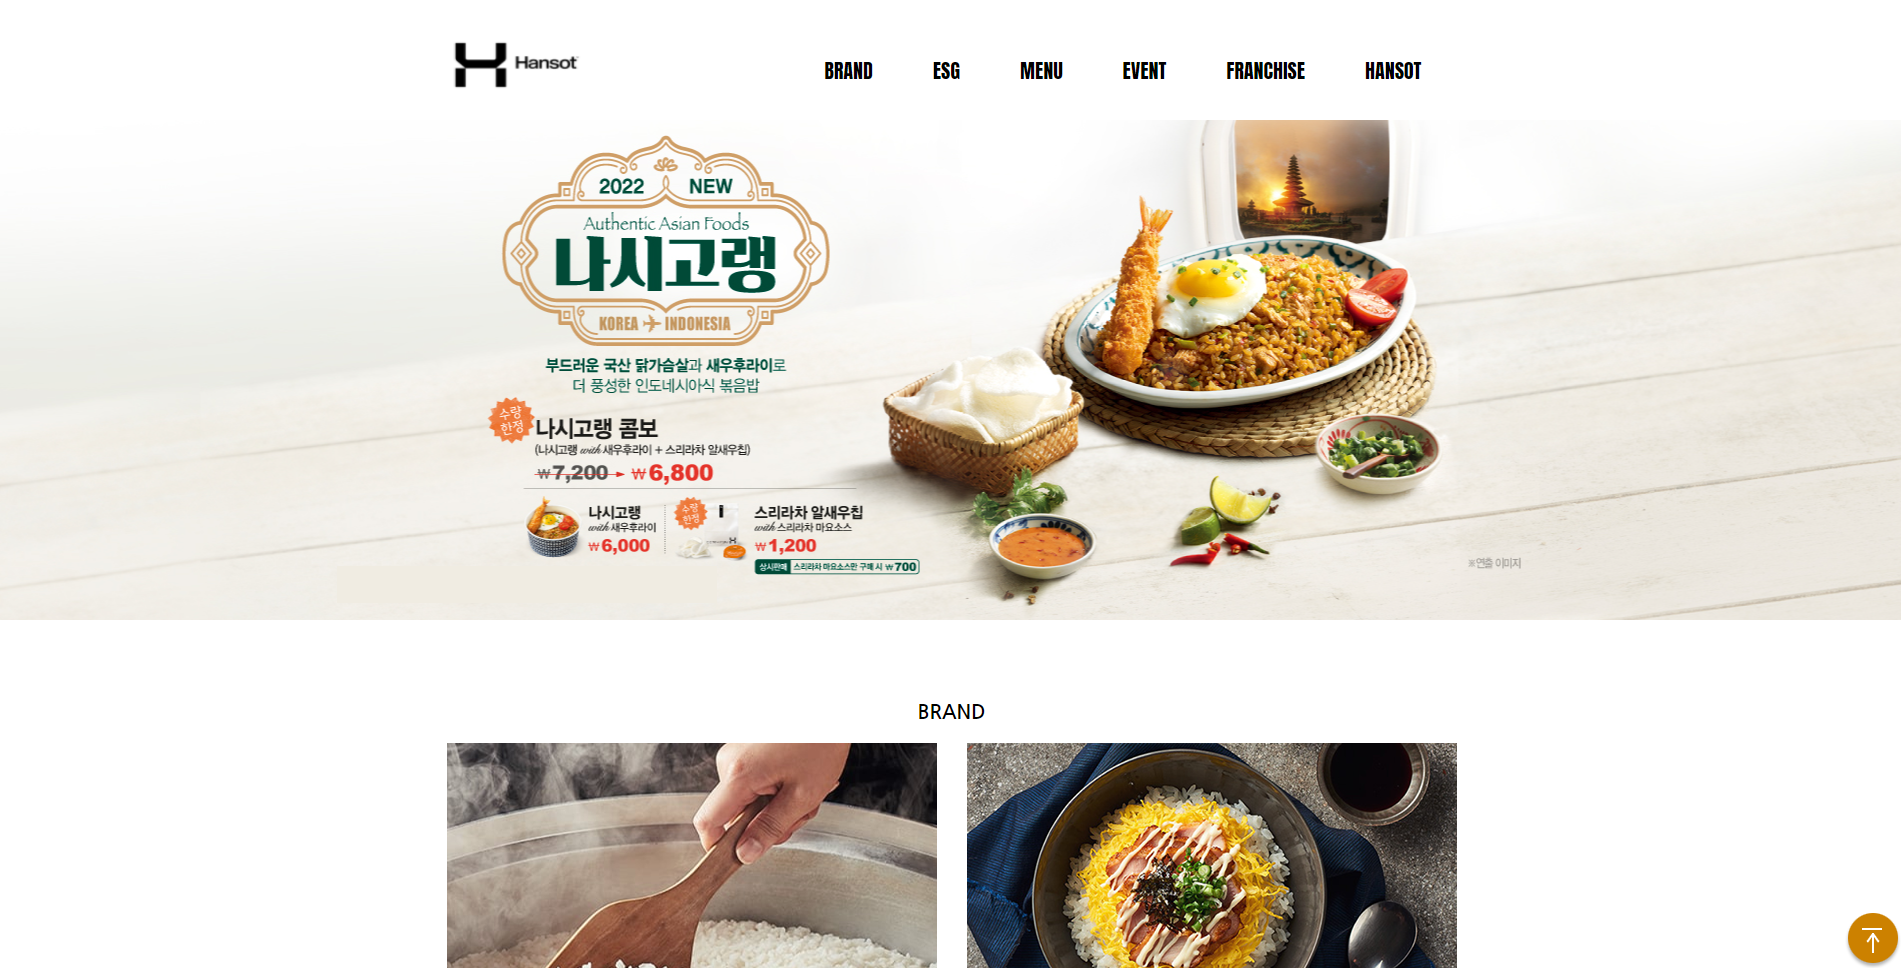 Hansot
BRAND ESG MENU EVENT FRANCHISE HANSOT
2022 NEW
Authentic Asian Foods
나시고랭
KOREA INDONESIA
부드러운 국산 닭가슴살과 새우후라이로
더 풍성한 인도네시아식 볶음밥
수량
한정
나시고랭 콤보
(나시고랭 with 새우후라이 + 스리라차 알새우칩)
₩7,200 ₩6,800
나시고랭
with 새우후라이
₩6,000
수량
한정
스리라차 알새우칩
with 스리라차 마요소스
₩1,200
상시판매 스리라차 마요소스만 구매 시 ₩700
※연출 이미지
BRAND